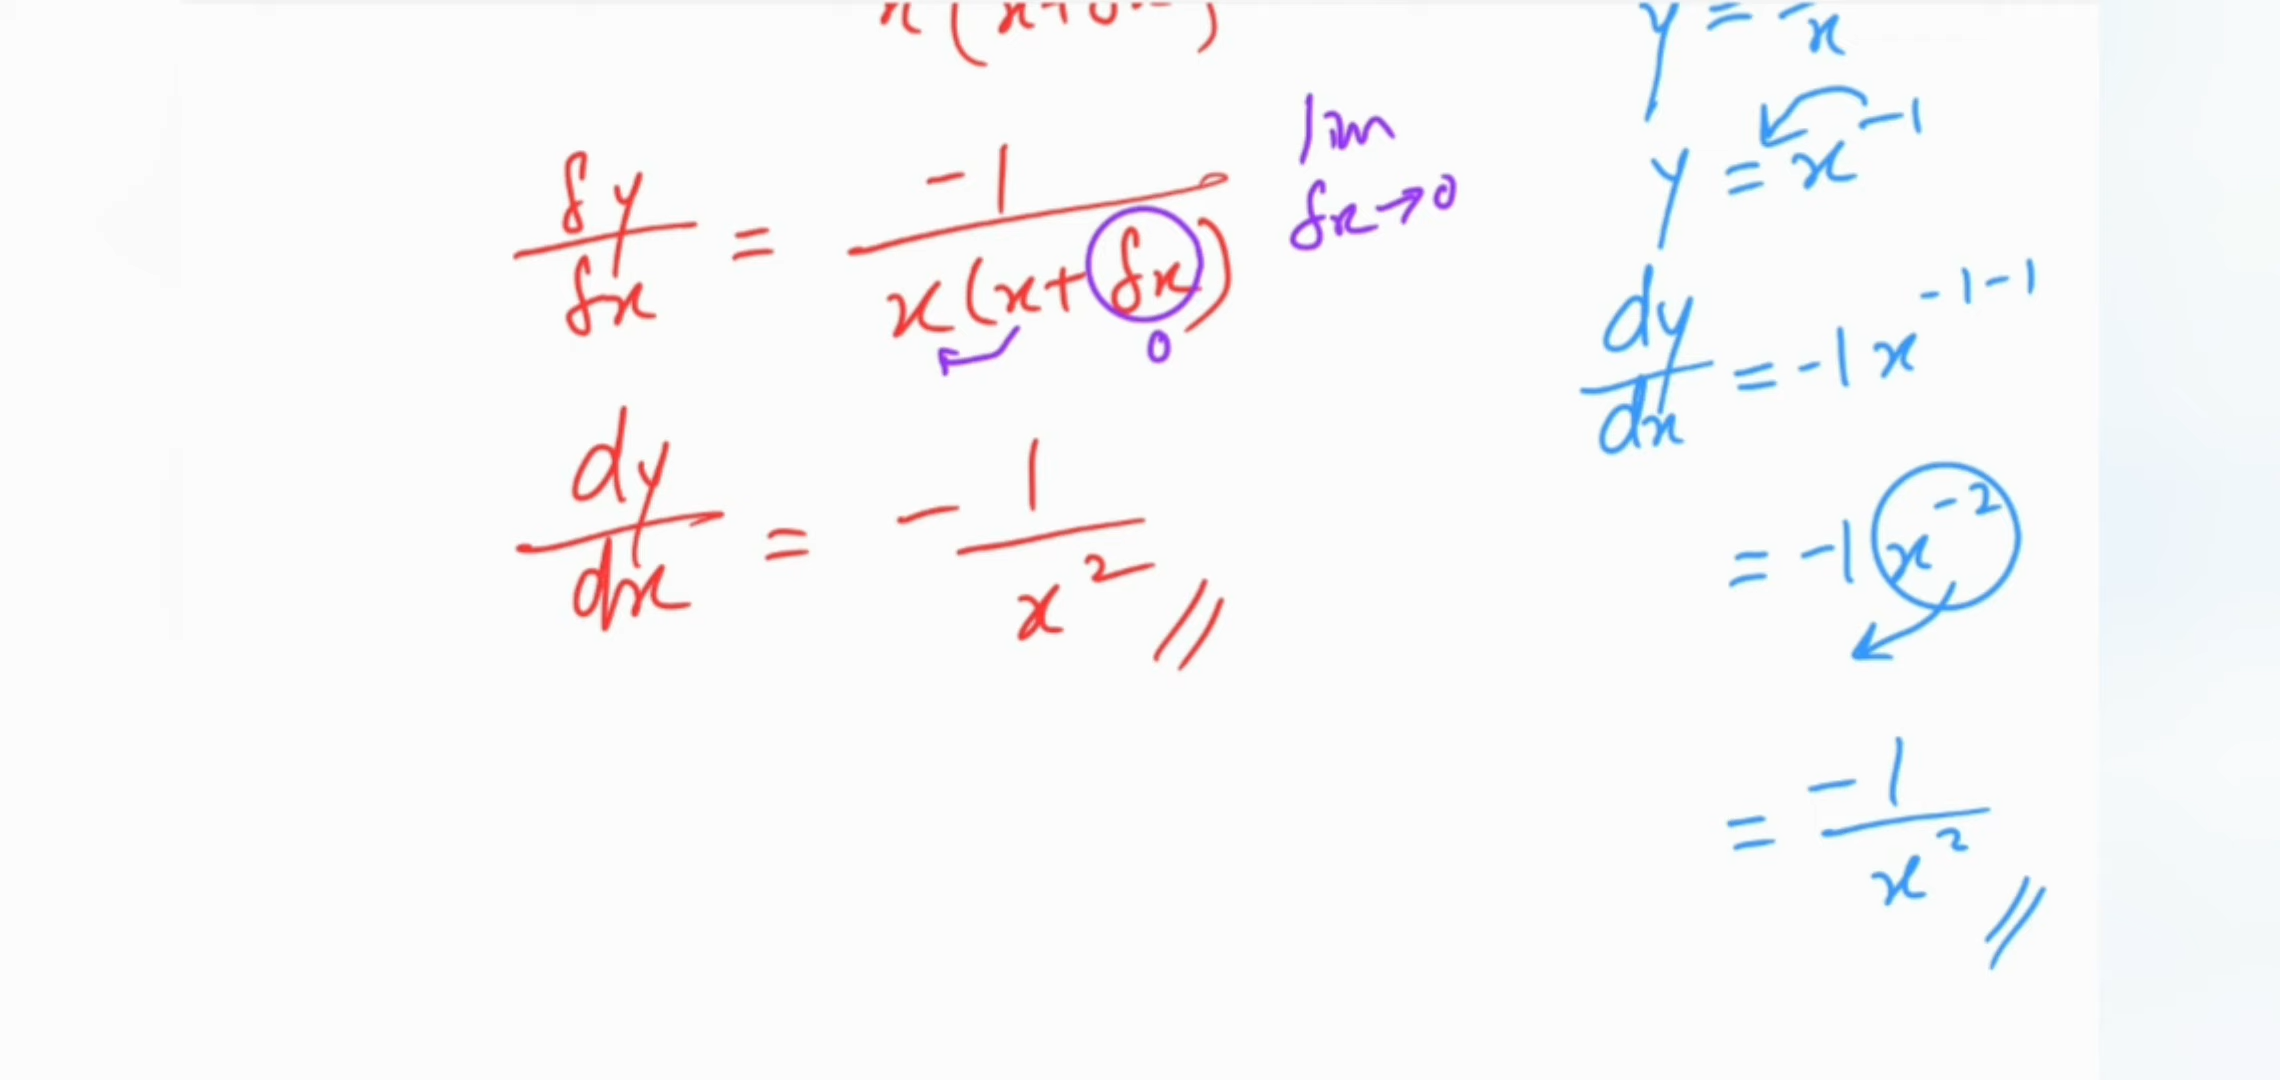 x(x+δx)
δy/δx = -1/x(x+δx) lim δx→0
0
dy/dx = -1/x² //
y = 1/x
y = x⁻¹
dy/dx = -1x⁻¹⁻¹
= -1x⁻²
= -1/x² //